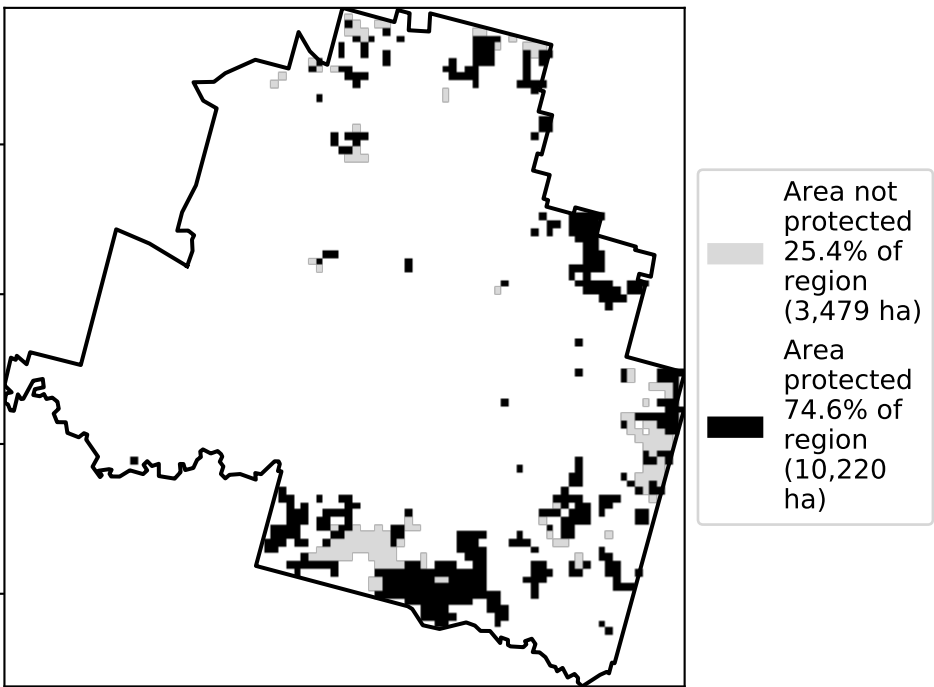 Area not
protected
25.4% of
region
(3,479 ha)
Area
protected
74.6% of
region
(10,220
ha)